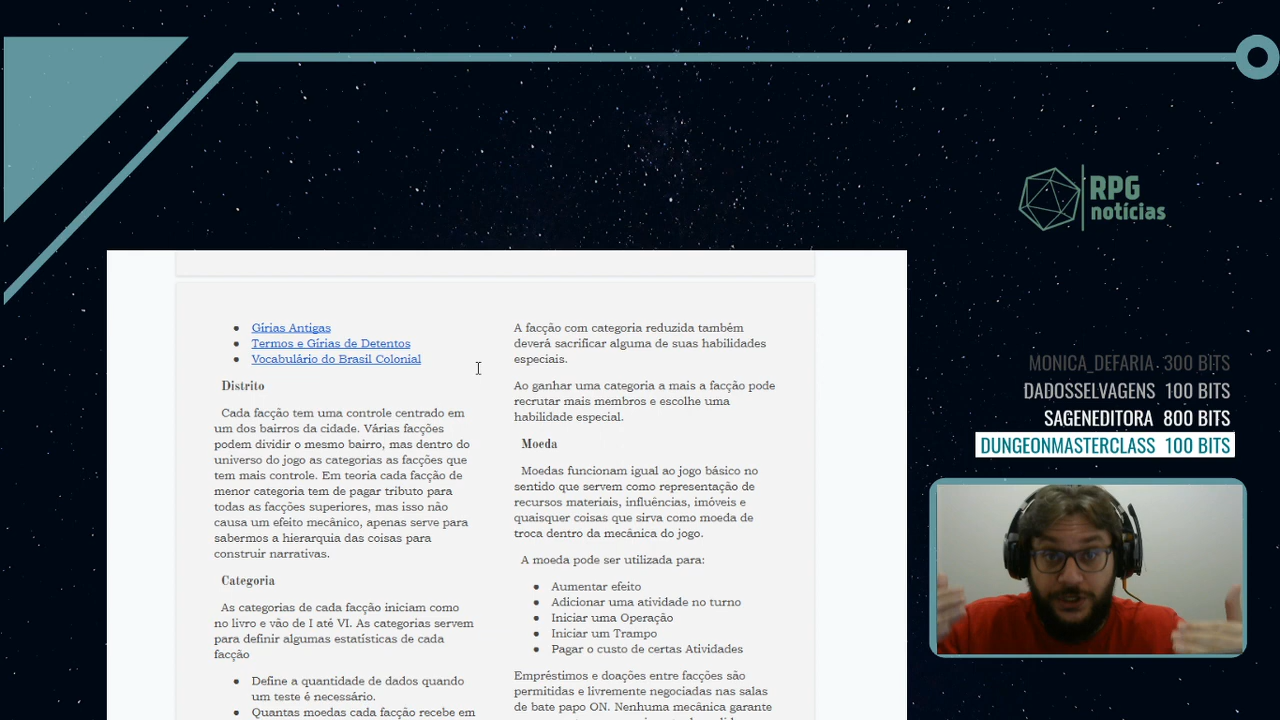 RPG
notícias
Gírias Antigas
Termos e Gírias de Detentos
Vocabulário do Brasil Colonial
Distrito
Cada facção tem uma controle centrado em
um dos bairros da cidade. Várias facções
podem dividir o mesmo bairro, mas dentro do
universo do jogo as categorias as facções que
tem mais controle. Em teoria cada facção de
menor categoria tem de pagar tributo para
todas as facções superiores, mas isso não
causa um efeito mecânico, apenas serve para
sabermos a hierarquia das coisas para
construir narrativas.
Categoria
As categorias de cada facção iniciam como
no livro e vão de I até VI. As categorias servem
para definir algumas estatísticas de cada
facção
Define a quantidade de dados quando
um teste é necessário.
Quantas moedas cada facção recebe em
A facção com categoria reduzida também
deverá sacrificar alguma de suas habilidades
especiais.
Ao ganhar uma categoria a mais a facção pode
recrutar mais membros e escolhe uma
habilidade especial.
Moeda
Moedas funcionam igual ao jogo básico no
sentido que servem como representação de
recursos materiais, influências, imóveis e
quaisquer coisas que sirva como moeda de
troca dentro da mecânica do jogo.
A moeda pode ser utilizada para:
Aumentar efeito
Adicionar uma atividade no turno
Iniciar uma Operação
Iniciar um Trampo
Pagar o custo de certas Atividades
Empréstimos e doações entre facções são
permitidas e livremente negociadas nas salas
de bate papo ON. Nenhuma mecânica garante
MONICA_DEFARIA 300 BITS
DADOSSELVAGENS 100 BITS
SAGENEDITORA 800 BITS
DUNGEONMASTERCLASS 100 BITS